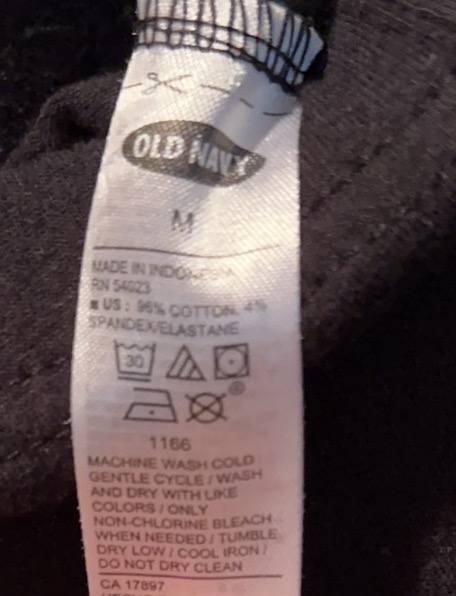 OLD NAVY
M
MADE IN INDONESIA
RN 54023
■ US : 96% COTTON, 4%
SPANDEX/ELASTANE
30
1166
MACHINE WASH COLD
GENTLE CYCLE / WASH
AND DRY WITH LIKE
COLORS / ONLY
NON-CHLORINE BLEACH
WHEN NEEDED / TUMBLE
DRY LOW / COOL IRON /
DO NOT DRY CLEAN
CA 17897